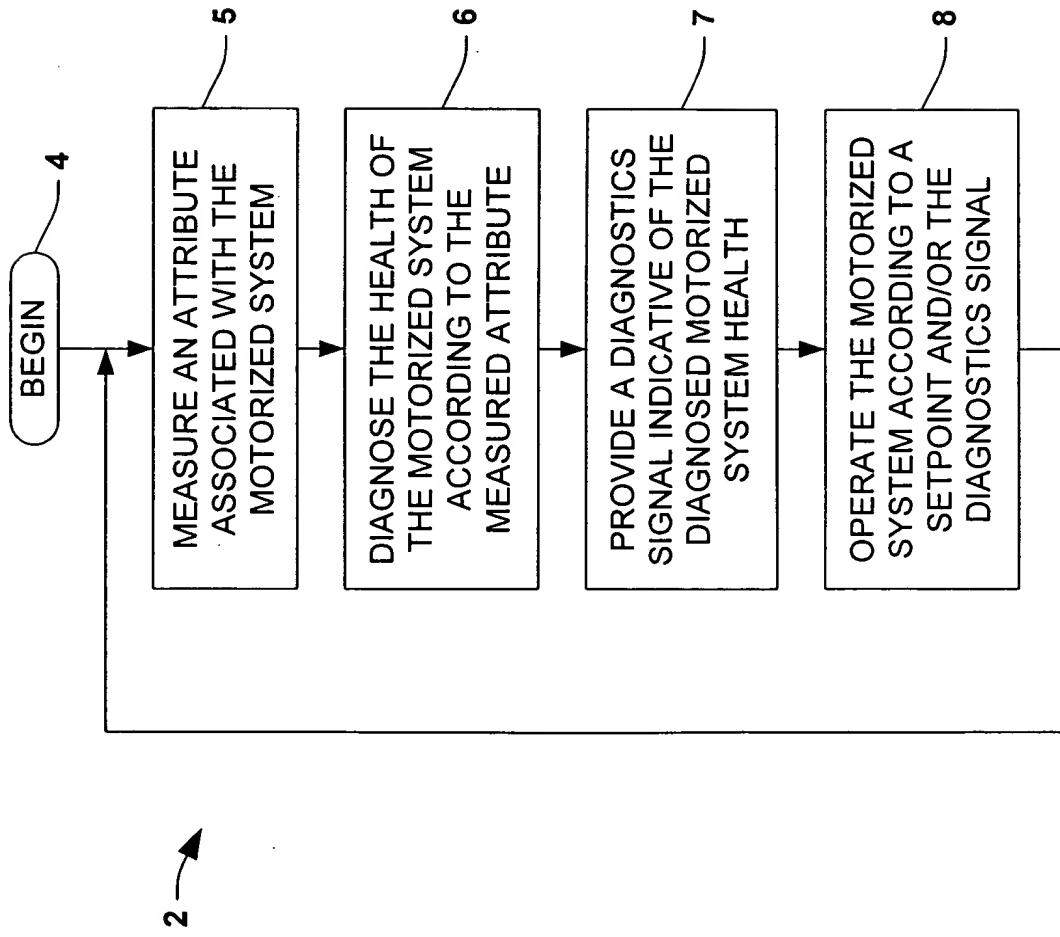 BEGIN
4
MEASURE AN ATTRIBUTE
ASSOCIATED WITH THE
MOTORIZED SYSTEM
5
DIAGNOSE THE HEALTH OF
THE MOTORIZED SYSTEM
ACCORDING TO THE
MEASURED ATTRIBUTE
6
PROVIDE A DIAGNOSTICS
SIGNAL INDICATIVE OF THE
DIAGNOSED MOTORIZED
SYSTEM HEALTH
7
OPERATE THE MOTORIZED
SYSTEM ACCORDING TO A
SETPOINT AND/OR THE
DIAGNOSTICS SIGNAL
8
2